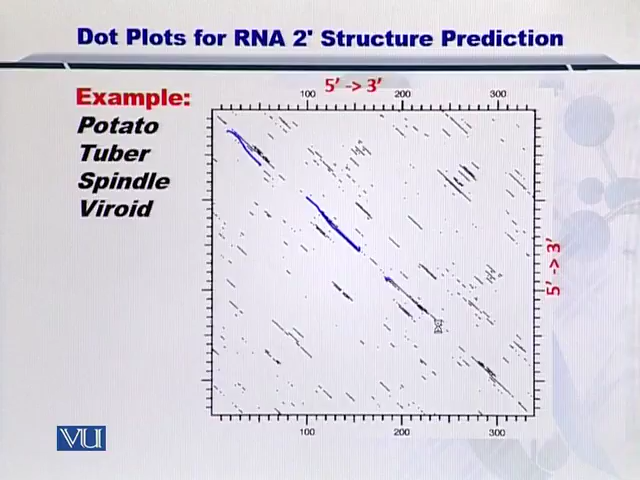 Dot Plots for RNA 2' Structure Prediction
Example:
Potato
Tuber
Spindle
Viroid
5' -> 3'
100 200 300
5' -> 3'
100 200 300
VU